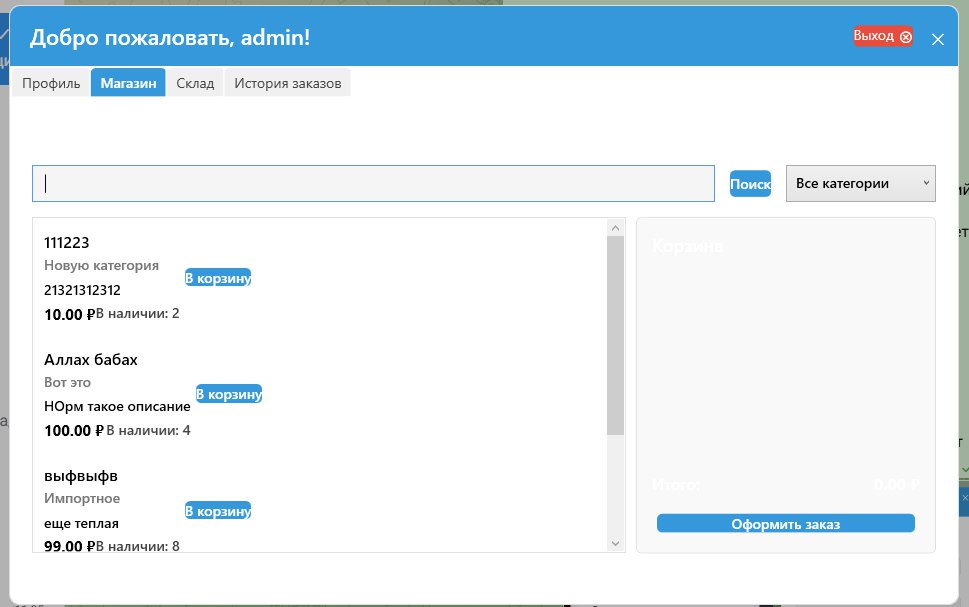 Добро пожаловать, admin!
Выход
Профиль
Магазин
Склад
История заказов
Поиск
Все категории
111223
Новую категория
21321312312
10.00 ₽ В наличии: 2
В корзину
Аллах бабах
Вот это
НОрм такое описание
100.00 ₽ В наличии: 4
В корзину
выфвыфв
Импортное
еще теплая
99.00 ₽ В наличии: 8
В корзину
Корзина
Итого: 0.00 ₽
Оформить заказ